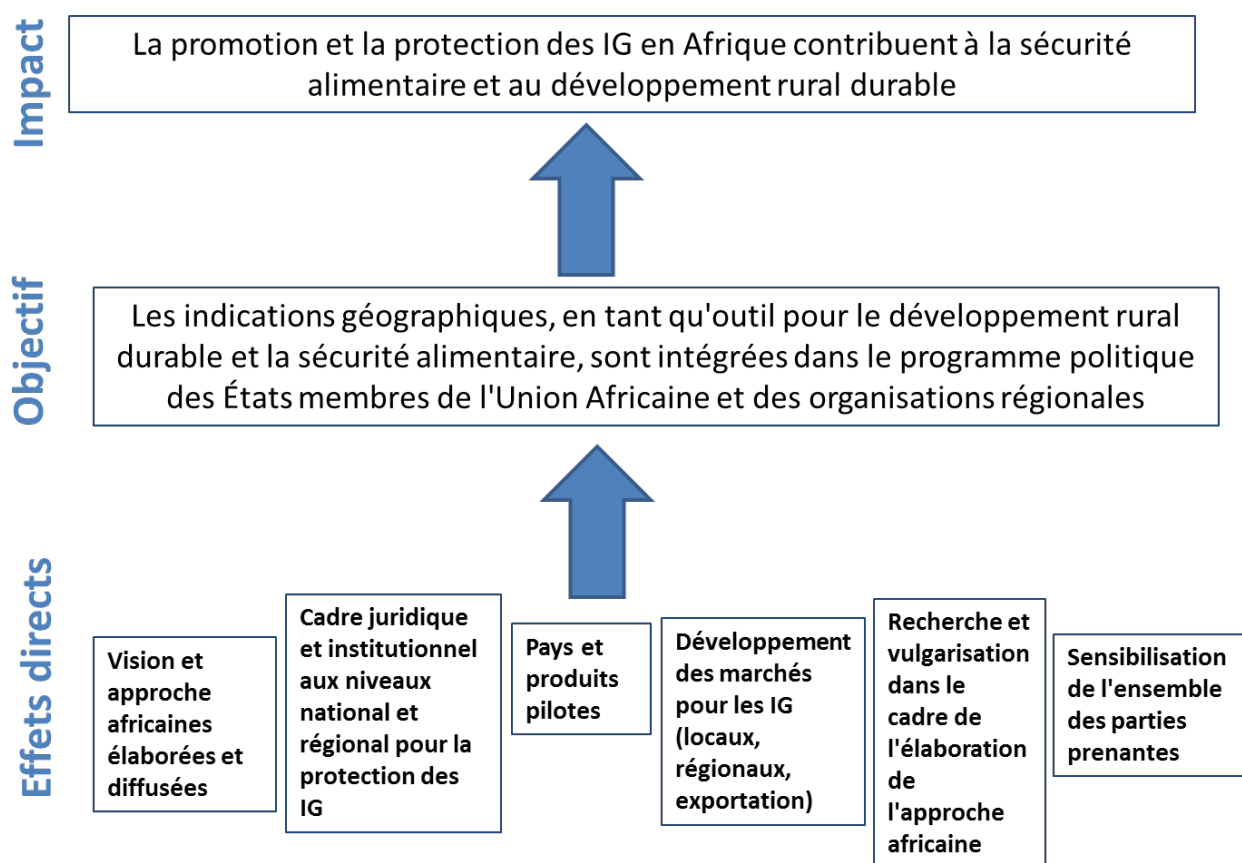 Impact
La promotion et la protection des IG en Afrique contribuent à la sécurité
alimentaire et au développement rural durable
Objectif
Les indications géographiques, en tant qu'outil pour le développement rural
durable et la sécurité alimentaire, sont intégrées dans le programme politique
des États membres de l'Union Africaine et des organisations régionales
Effets directs
Vision et
approche
africaines
élaborées et
diffusées
Cadre juridique
et institutionnel
aux niveaux
national et
régional pour la
protection des
IG
Pays et
produits
pilotes
Développement
des marchés
pour les IG
(locaux,
régionaux,
exportation)
Recherche et
vulgarisation
dans le
cadre de
l'élaboration
de
l'approche
africaine
Sensibilisation
de l'ensemble
des parties
prenantes